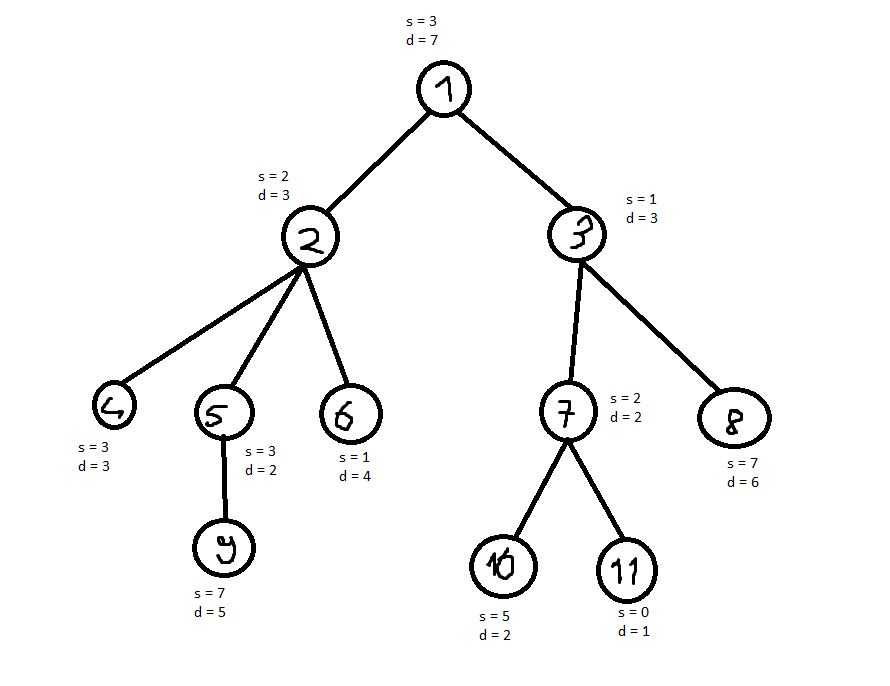 s = 3
d = 7
1
s = 2
d = 3
2
s = 1
d = 3
3
4
s = 3
d = 3
5
s = 3
d = 2
6
s = 1
d = 4
7
s = 2
d = 2
8
s = 7
d = 6
9
s = 7
d = 5
10
s = 5
d = 2
11
s = 0
d = 1